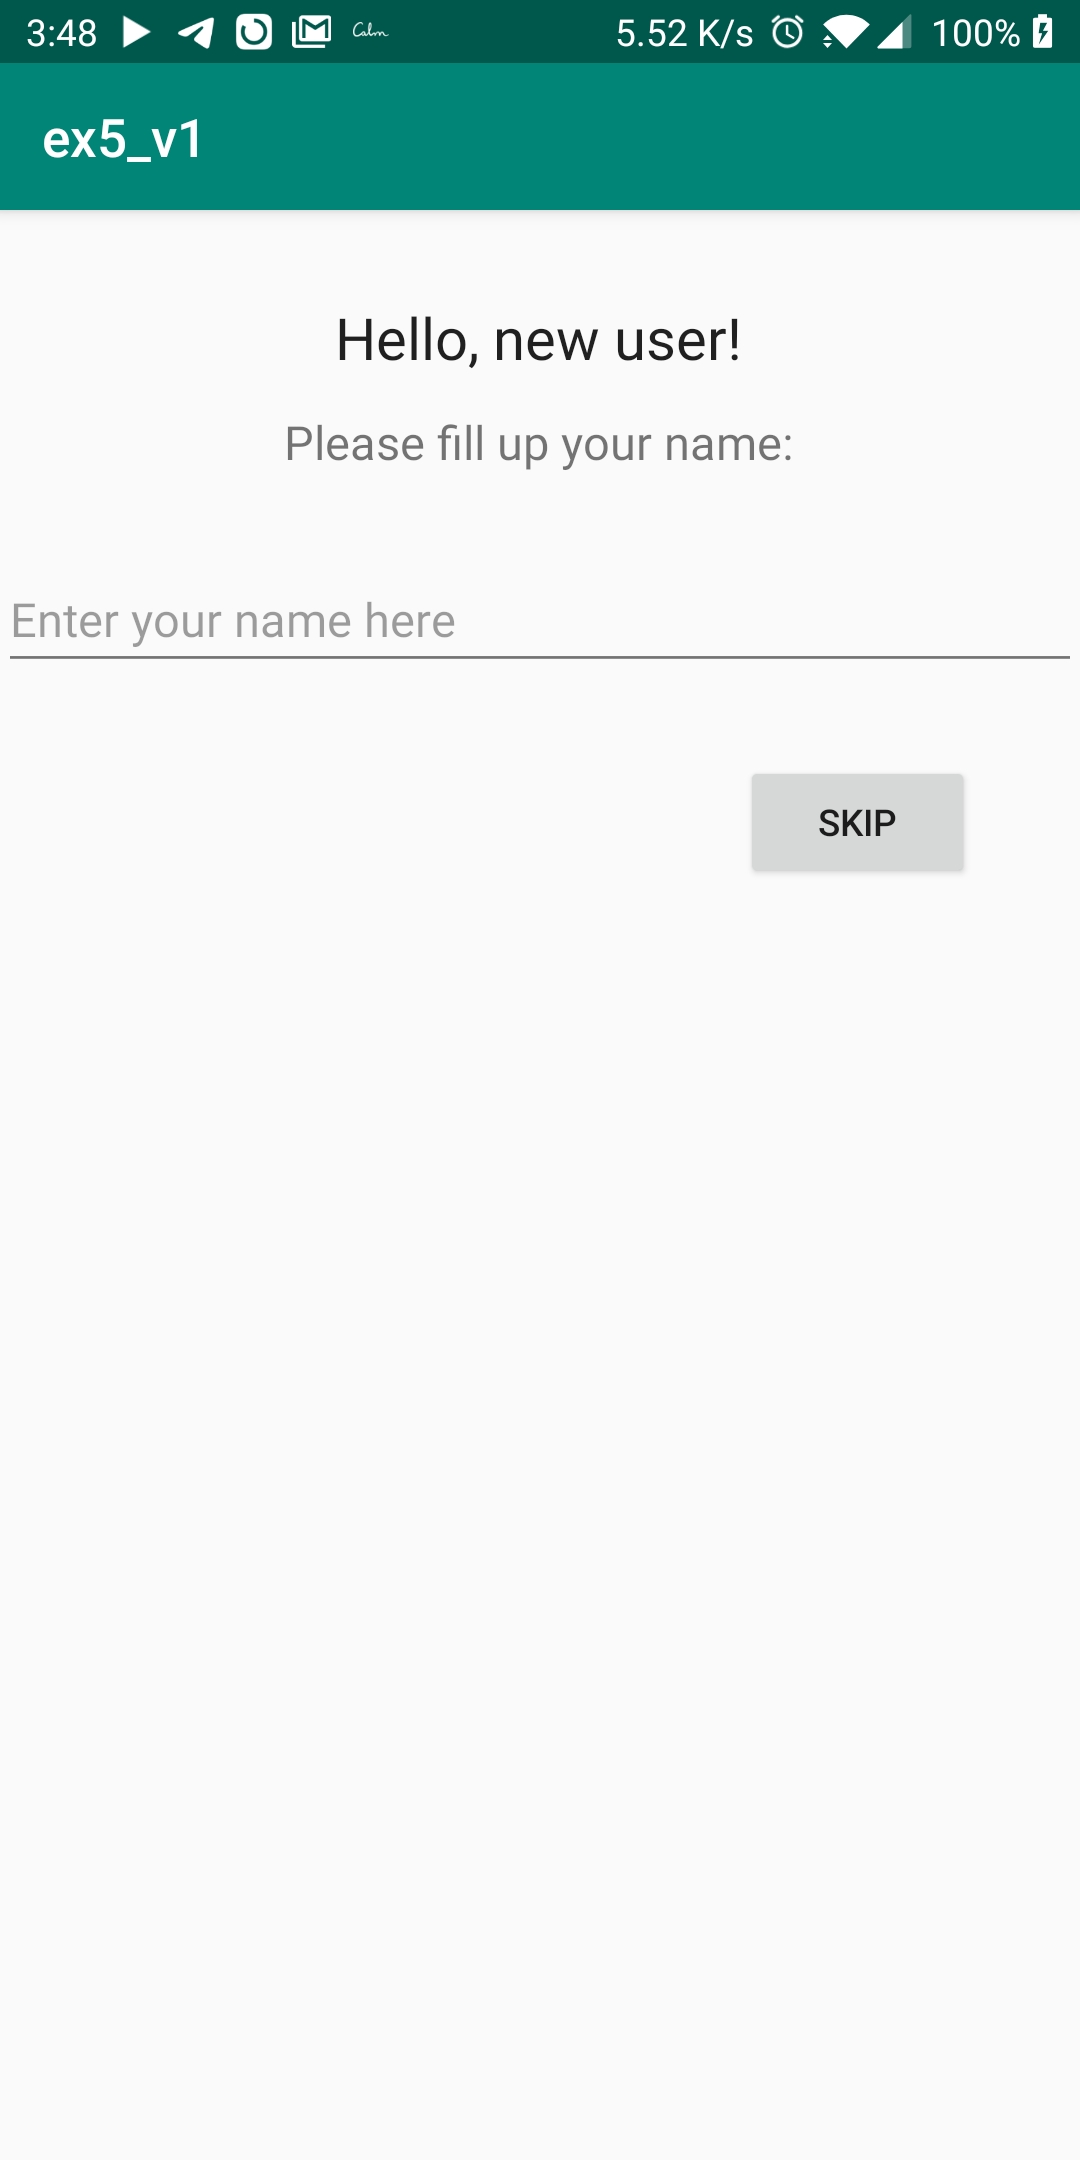 3:48 Calm 5.52 K/s 100%
ex5_v1
Hello, new user!
Please fill up your name:
Enter your name here
SKIP